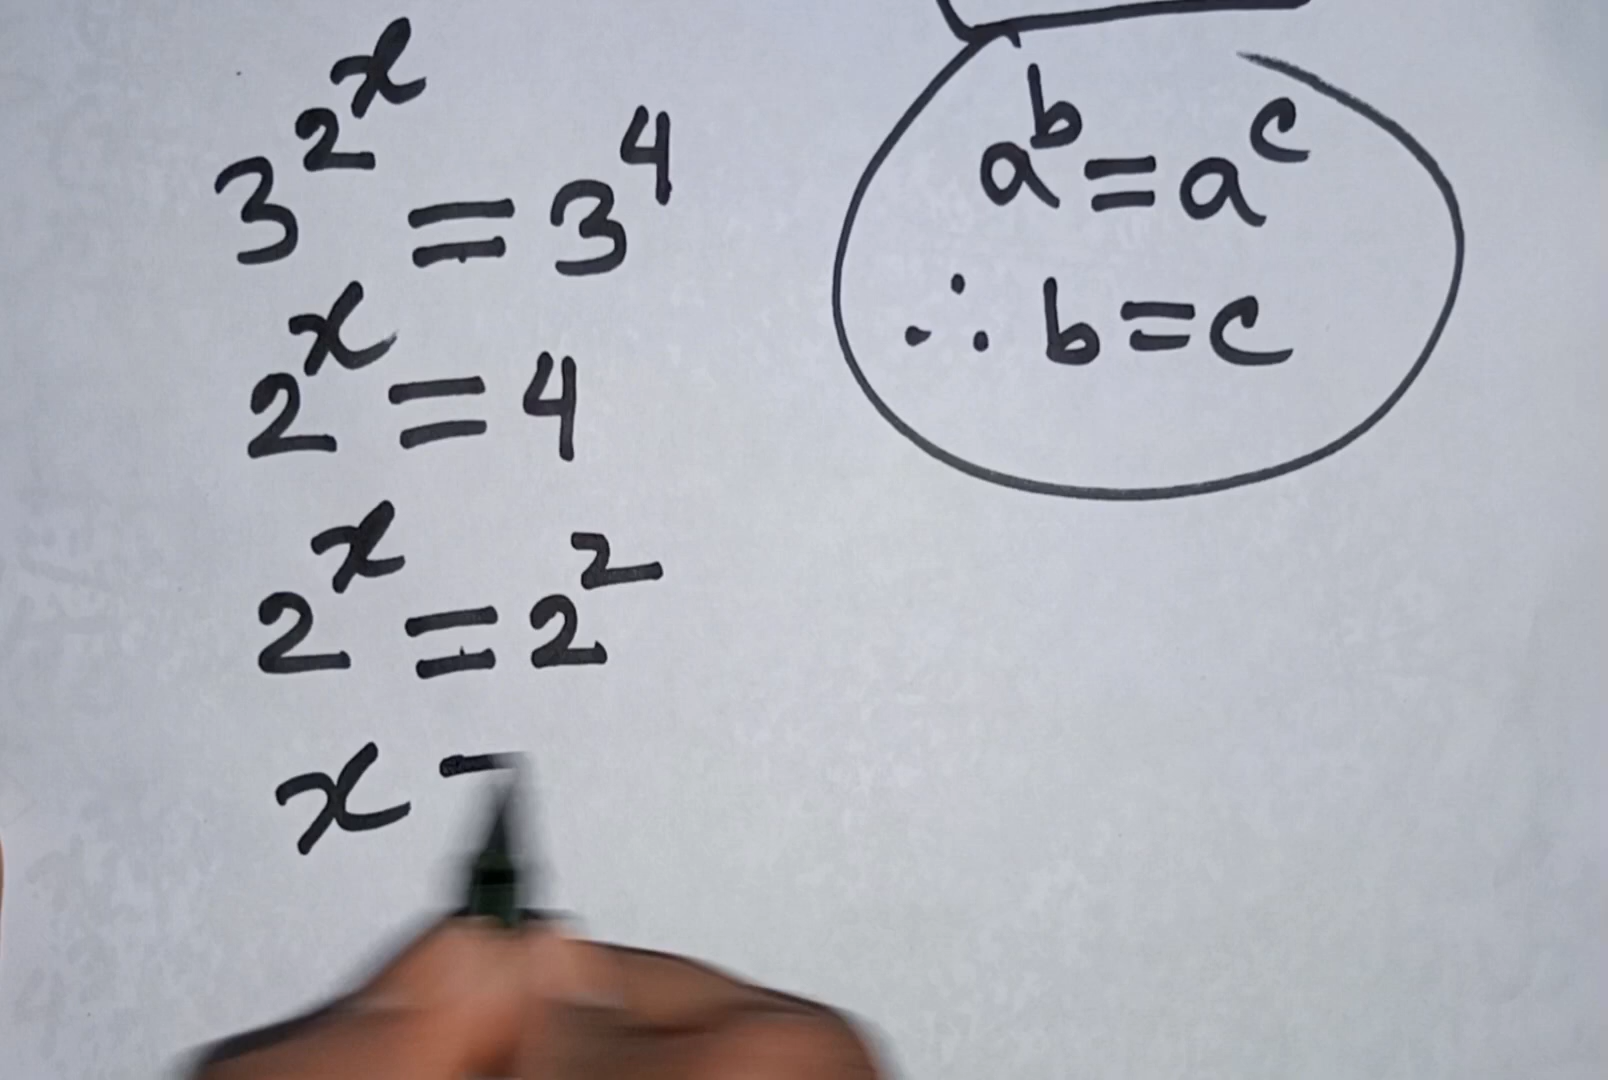 3^{2^x} = 3^4
2^x = 4
2^x = 2^2
x −
a^b = a^c
∴ b = c